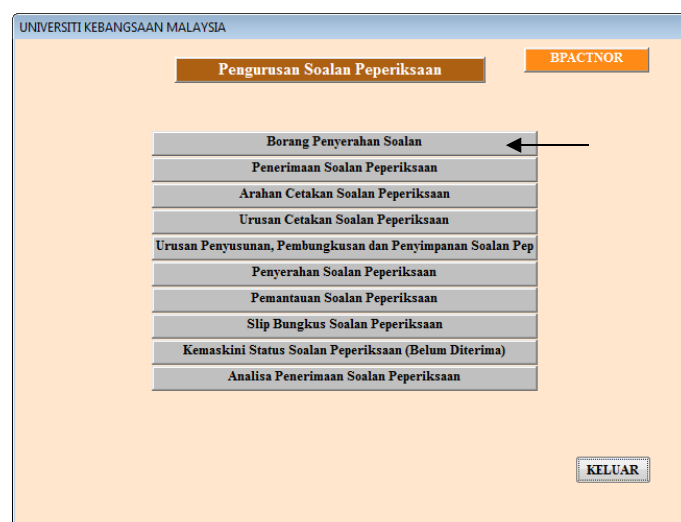 UNIVERSITI KEBANGSAAN MALAYSIA
BPACTNOR
Pengurusan Soalan Peperiksaan
Borang Penyerahan Soalan
Penerimaan Soalan Peperiksaan
Arahan Cetakan Soalan Peperiksaan
Urusan Cetakan Soalan Peperiksaan
Urusan Penyusunan, Pembungkusan dan Penyimpanan Soalan Pep
Penyerahan Soalan Peperiksaan
Pemantauan Soalan Peperiksaan
Slip Bungkus Soalan Peperiksaan
Kemaskini Status Soalan Peperiksaan (Belum Diterima)
Analisa Penerimaan Soalan Peperiksaan
KELUAR